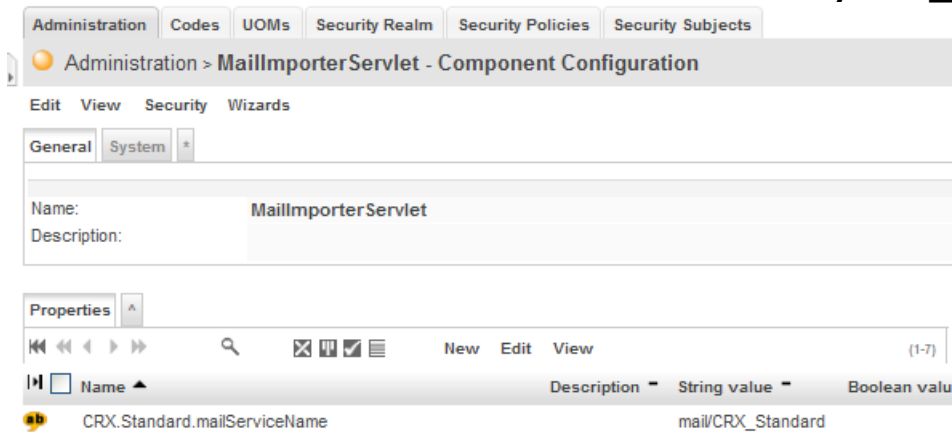 Administration Codes UOMs Security Realm Security Policies Security Subjects
Administration > MailImporterServlet - Component Configuration
Edit View Security Wizards
General System *
Name: MailImporterServlet
Description:
Properties ^
New Edit View (1-7)
Name Description String value Boolean valu
ab CRX.Standard.mailServiceName mail/CRX_Standard